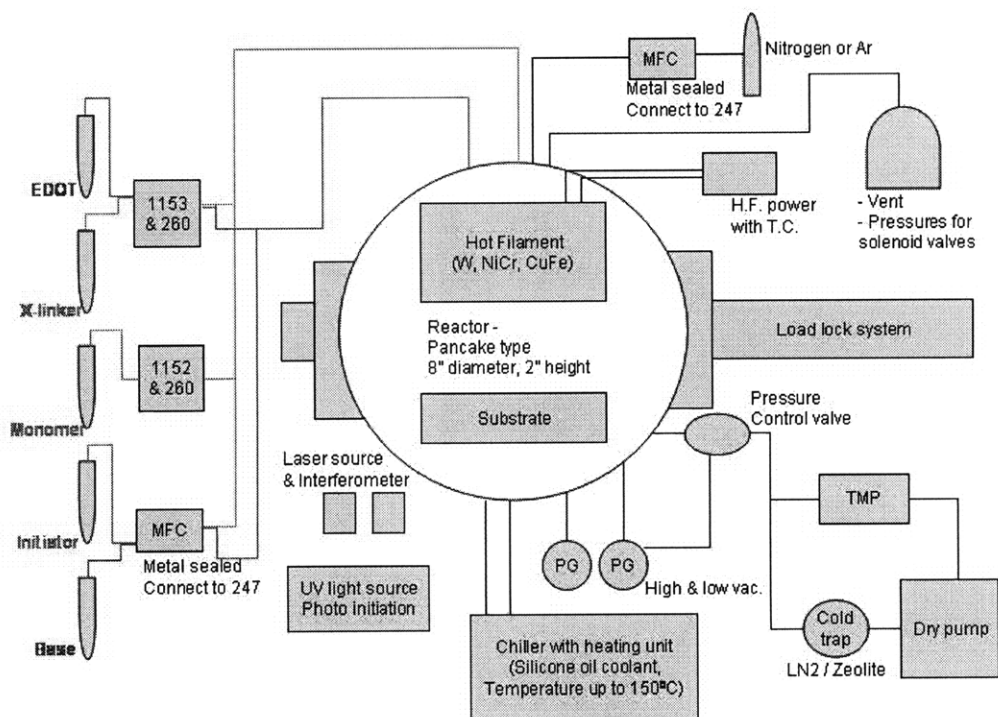 EDOT
1153
& 260
X-linker
1152
& 260
Monomer
Initiator
MFC
Metal sealed
Connect to 247
Base
MFC
Metal sealed
Connect to 247
Nitrogen or Ar
H.F. power
with T.C.
- Vent
- Pressures for
solenoid valves
Hot Filament
(W, NiCr, CuFe)
Reactor -
Pancake type
8" diameter, 2" height
Substrate
Load lock system
Pressure
Control valve
Laser source
& Interferometer
UV light source
Photo initiation
PG
PG
High & low vac.
TMP
Cold
trap
LN2 / Zeolite
Dry pump
Chiller with heating unit
(Silicone oil coolant,
Temperature up to 150ºC)